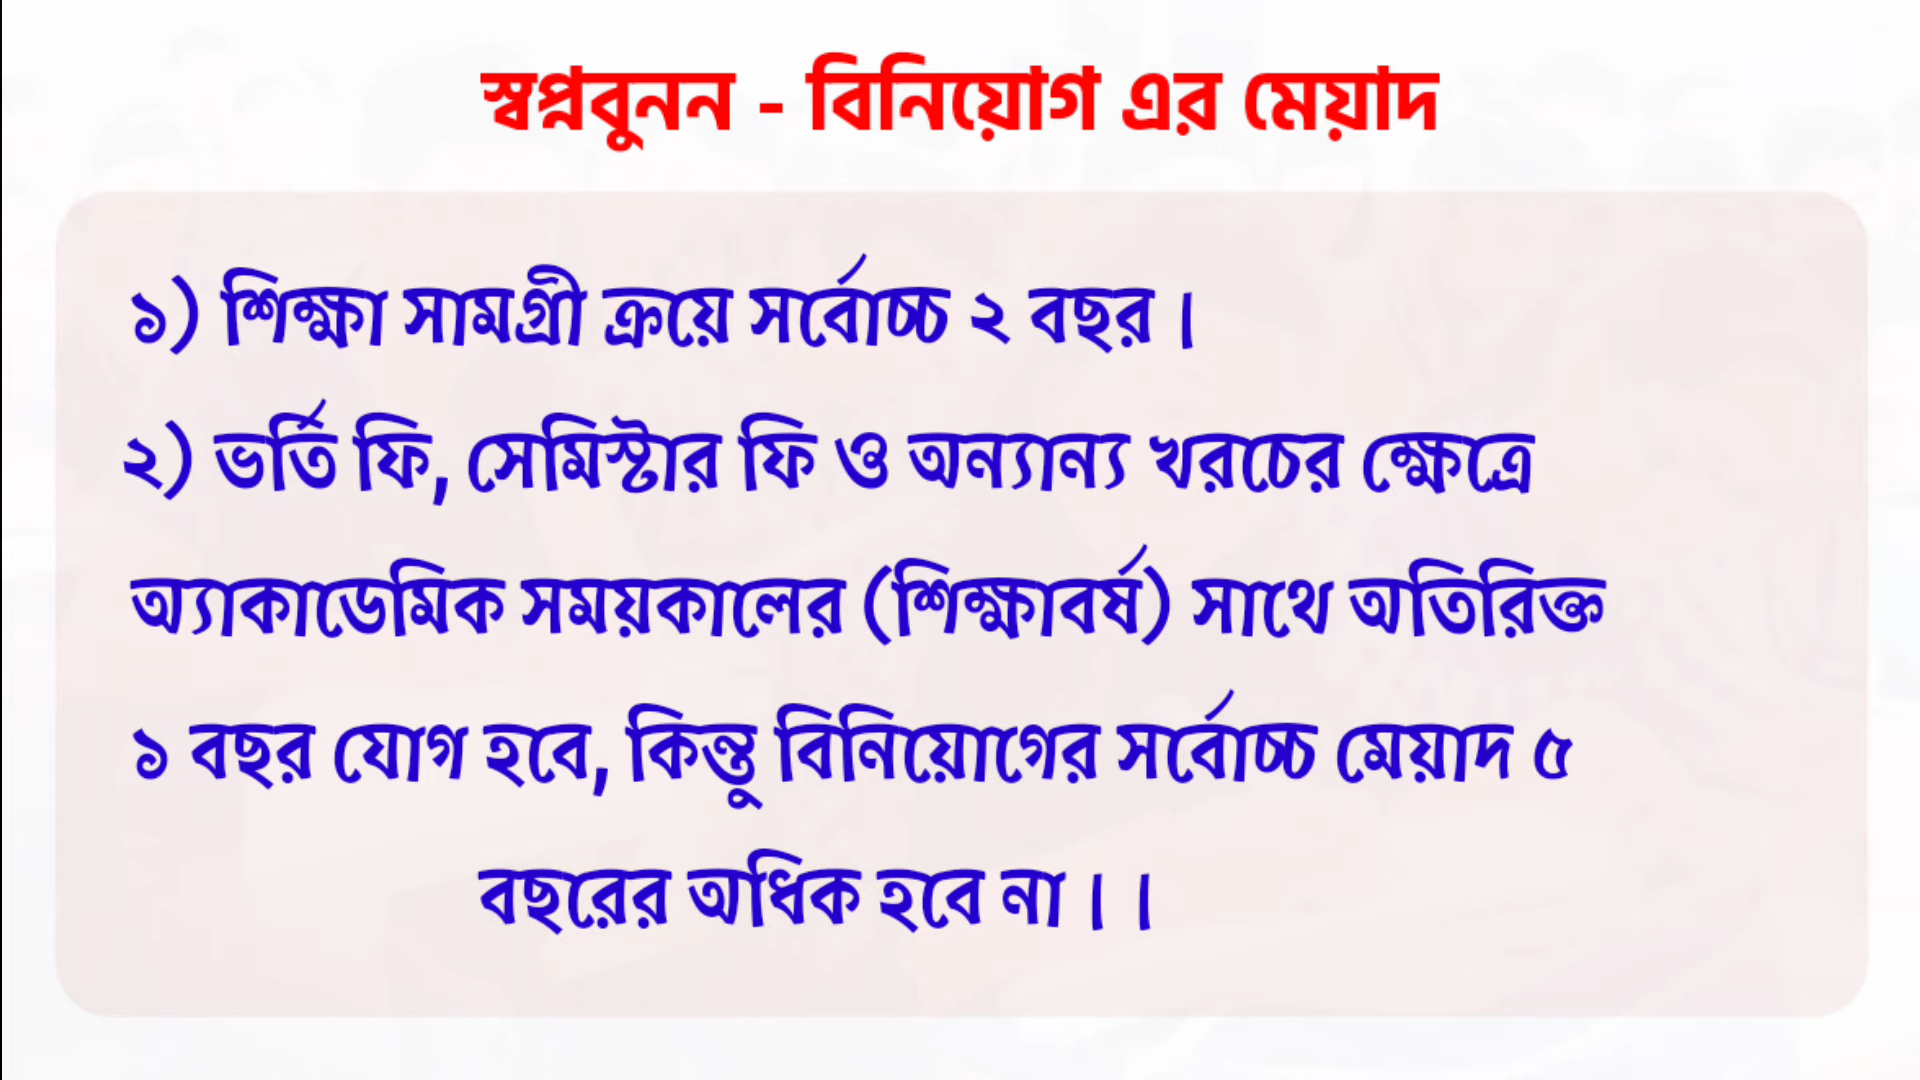 স্বপ্নবুনন - বিনিয়োগ এর মেয়াদ
১) শিক্ষা সামগ্রী ক্রয়ে সর্বোচ্চ ২ বছর ।
২) ভর্তি ফি, সেমিস্টার ফি ও অন্যান্য খরচের ক্ষেত্রে
অ্যাকাডেমিক সময়কালের (শিক্ষাবর্ষ) সাথে অতিরিক্ত
১ বছর যোগ হবে, কিন্তু বিনিয়োগের সর্বোচ্চ মেয়াদ ৫
বছরের অধিক হবে না । ।